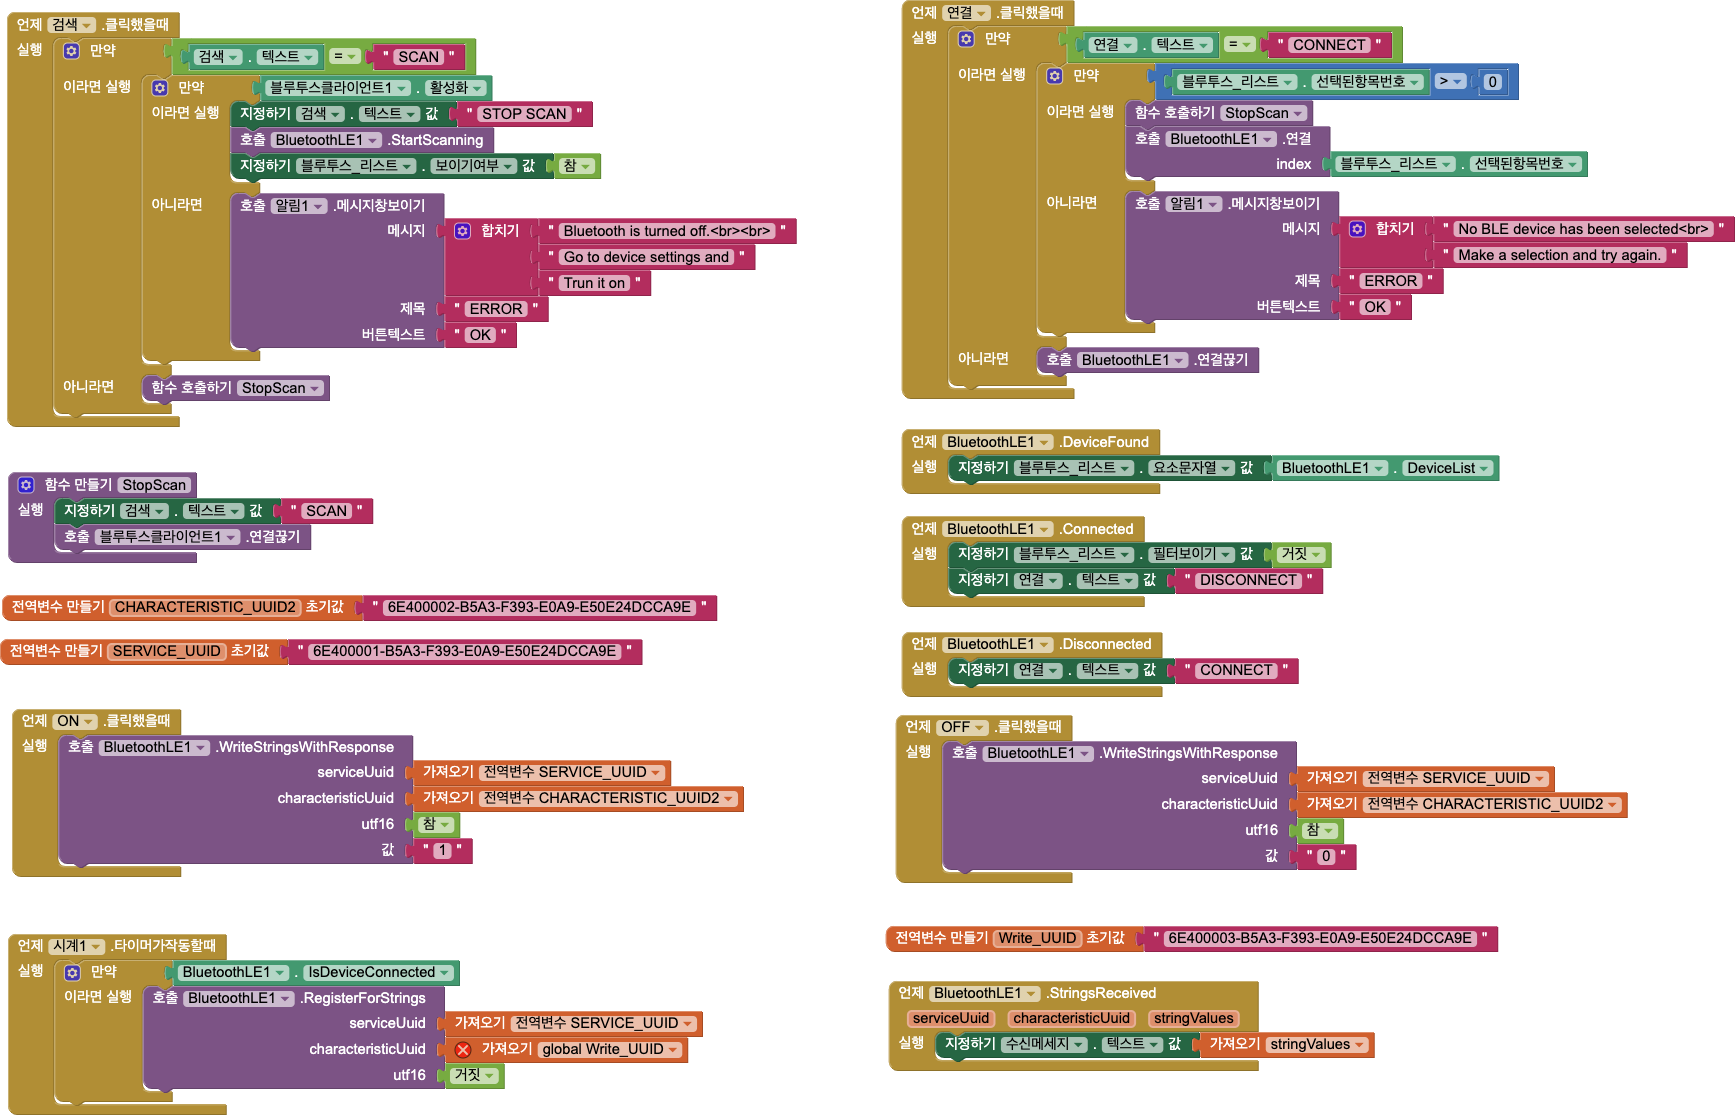 언제 검색 .클릭했을때
실행 만약 검색 . 텍스트 = " SCAN "
이라면 실행 만약 블루투스클라이언트1 . 활성화
이라면 실행 지정하기 검색 . 텍스트 값 " STOP SCAN "
호출 BluetoothLE1 .StartScanning
지정하기 블루투스_리스트 . 보이기여부 값 참
아니라면 호출 알림1 .메시지창보이기
메시지 합치기 " Bluetooth is turned off.<br><br> "
" Go to device settings and "
" Trun it on "
제목 " ERROR "
버튼텍스트 " OK "
아니라면 함수 호출하기 StopScan
함수 만들기 StopScan
실행 지정하기 검색 . 텍스트 값 " SCAN "
호출 블루투스클라이언트1 .연결끊기
전역변수 만들기 CHARACTERISTIC_UUID2 초기값 " 6E400002-B5A3-F393-E0A9-E50E24DCCA9E "
전역변수 만들기 SERVICE_UUID 초기값 " 6E400001-B5A3-F393-E0A9-E50E24DCCA9E "
언제 ON .클릭했을때
실행 호출 BluetoothLE1 .WriteStringsWithResponse
serviceUuid 가져오기 전역변수 SERVICE_UUID
characteristicUuid 가져오기 전역변수 CHARACTERISTIC_UUID2
utf16 참
값 " 1 "
언제 시계1 .타이머가작동할때
실행 만약 BluetoothLE1 . IsDeviceConnected
이라면 실행 호출 BluetoothLE1 .RegisterForStrings
serviceUuid 가져오기 전역변수 SERVICE_UUID
characteristicUuid 가져오기 global Write_UUID
utf16 거짓
언제 연결 .클릭했을때
실행 만약 연결 . 텍스트 = " CONNECT "
이라면 실행 만약 블루투스_리스트 . 선택된항목번호 > 0
이라면 실행 함수 호출하기 StopScan
호출 BluetoothLE1 .연결
index 블루투스_리스트 . 선택된항목번호
아니라면 호출 알림1 .메시지창보이기
메시지 합치기 " No BLE device has been selected<br> "
" Make a selection and try again. "
제목 " ERROR "
버튼텍스트 " OK "
아니라면 호출 BluetoothLE1 .연결끊기
언제 BluetoothLE1 .DeviceFound
실행 지정하기 블루투스_리스트 . 요소문자열 값 BluetoothLE1 . DeviceList
언제 BluetoothLE1 .Connected
실행 지정하기 블루투스_리스트 . 필터보이기 값 거짓
지정하기 연결 . 텍스트 값 " DISCONNECT "
언제 BluetoothLE1 .Disconnected
실행 지정하기 연결 . 텍스트 값 " CONNECT "
언제 OFF .클릭했을때
실행 호출 BluetoothLE1 .WriteStringsWithResponse
serviceUuid 가져오기 전역변수 SERVICE_UUID
characteristicUuid 가져오기 전역변수 CHARACTERISTIC_UUID2
utf16 참
값 " 0 "
전역변수 만들기 Write_UUID 초기값 " 6E400003-B5A3-F393-E0A9-E50E24DCCA9E "
언제 BluetoothLE1 .StringsReceived
serviceUuid characteristicUuid stringValues
실행 지정하기 수신메세지 . 텍스트 값 가져오기 stringValues